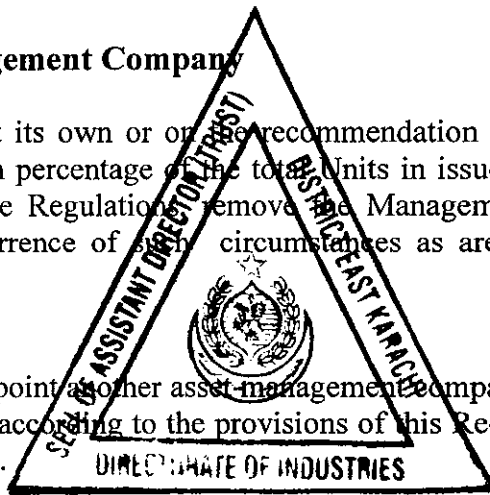 gement Company
t its own or on the recommendation
n percentage of the total Units in issu
e Regulations remove the Managem
rrence of such circumstances as are
point another asset management compa
according to the provisions of this Re-
SEAL OF ASSISTANT DIRECTOR (TRUST)
DISTRICT EAST KARACHI
DIRECTORATE OF INDUSTRIES